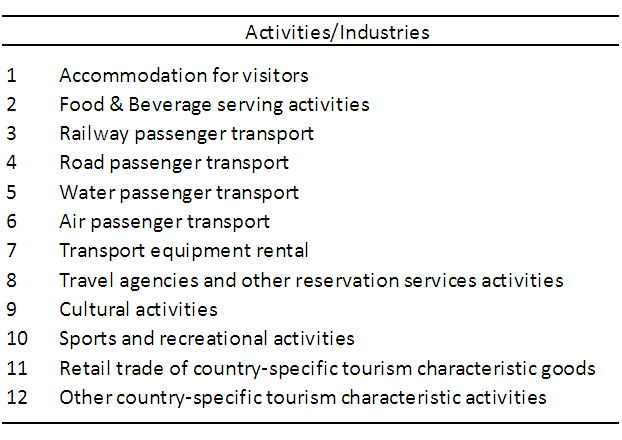 Activities/Industries
1 Accommodation for visitors
2 Food & Beverage serving activities
3 Railway passenger transport
4 Road passenger transport
5 Water passenger transport
6 Air passenger transport
7 Transport equipment rental
8 Travel agencies and other reservation services activities
9 Cultural activities
10 Sports and recreational activities
11 Retail trade of country-specific tourism characteristic goods
12 Other country-specific tourism characteristic activities